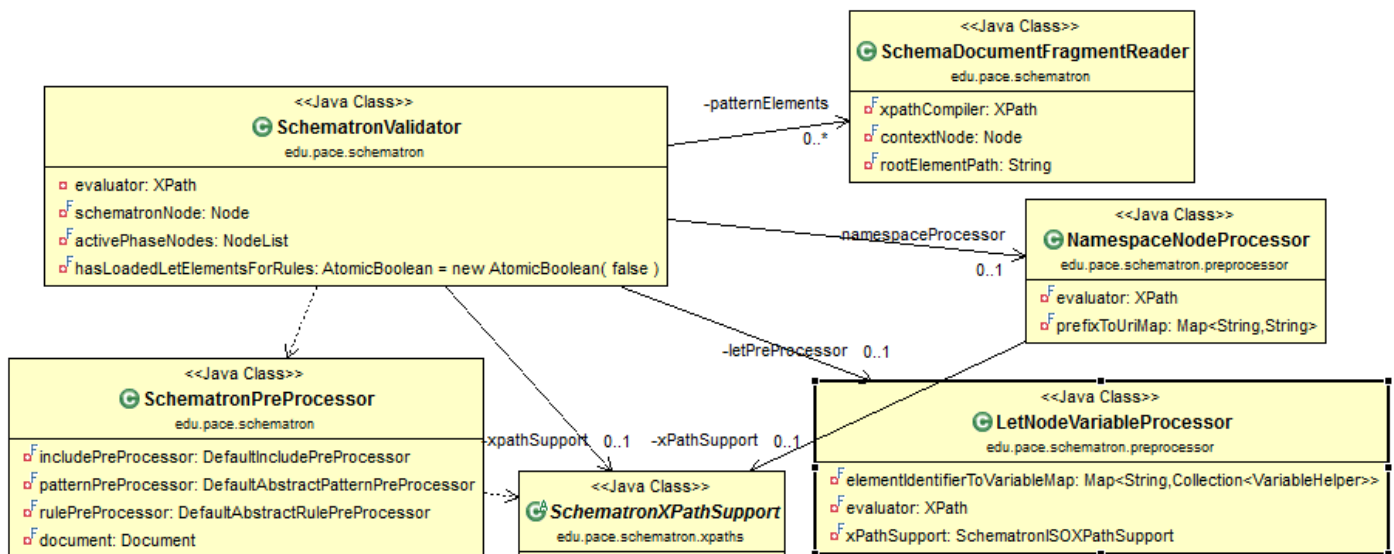 <<Java Class>>
SchemaDocumentFragmentReader
edu.pace.schematron
F xpathCompiler: XPath
F contextNode: Node
F rootElementPath: String
<<Java Class>>
C SchematronValidator
edu.pace.schematron
evaluator: XPath
F schematronNode: Node
F activePhaseNodes: NodeList
F hasLoadedLetElementsForRules: AtomicBoolean = new AtomicBoolean( false )
-patternElements
0..*
<<Java Class>>
C NamespaceNodeProcessor
edu.pace.schematron.preprocessor
F evaluator: XPath
F prefixToUriMap: Map<String,String>
-namespaceProcessor
0..1
-letPreProcessor 0..1
<<Java Class>>
C SchematronPreProcessor
edu.pace.schematron
F includePreProcessor: DefaultIncludePreProcessor
F patternPreProcessor: DefaultAbstractPatternPreProcessor
F rulePreProcessor: DefaultAbstractRulePreProcessor
F document: Document
-xpathSupport 0..1
-xPathSupport 0..1
<<Java Class>>
C A SchematronXPathSupport
edu.pace.schematron.xpaths
<<Java Class>>
C LetNodeVariableProcessor
edu.pace.schematron.preprocessor
F elementIdentifierToVariableMap: Map<String,Collection<VariableHelper>>
F evaluator: XPath
F xPathSupport: SchematronISOXPathSupport